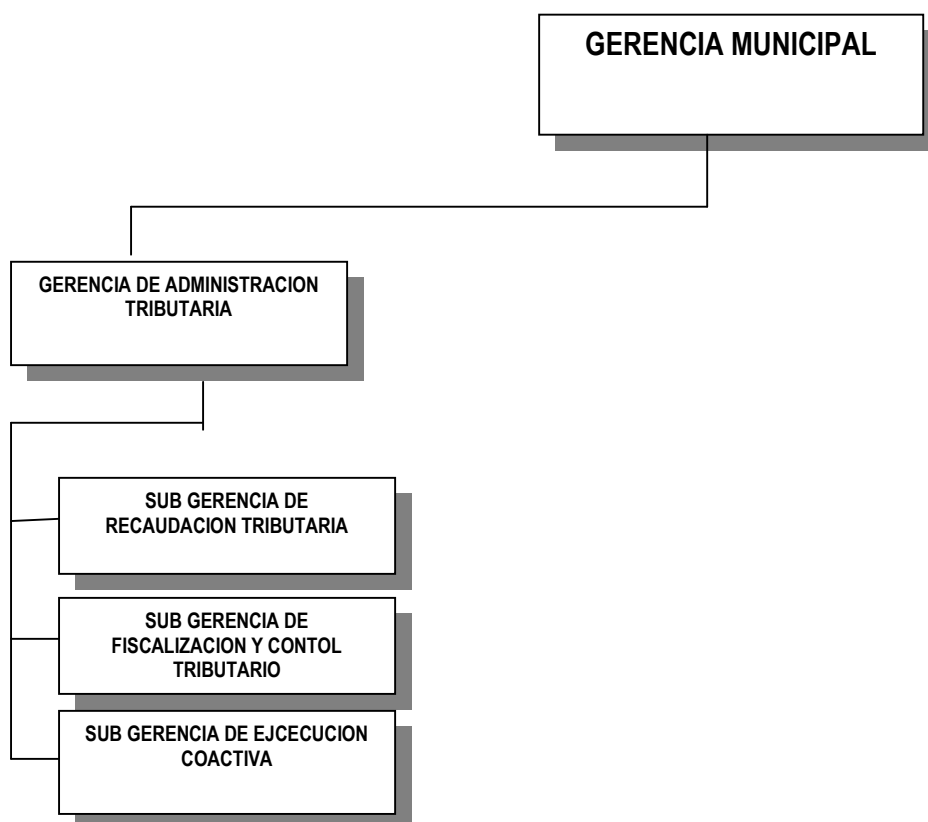 GERENCIA MUNICIPAL
GERENCIA DE ADMINISTRACION
TRIBUTARIA
SUB GERENCIA DE
RECAUDACION TRIBUTARIA
SUB GERENCIA DE
FISCALIZACION Y CONTOL
TRIBUTARIO
SUB GERENCIA DE EJCECUCION
COACTIVA